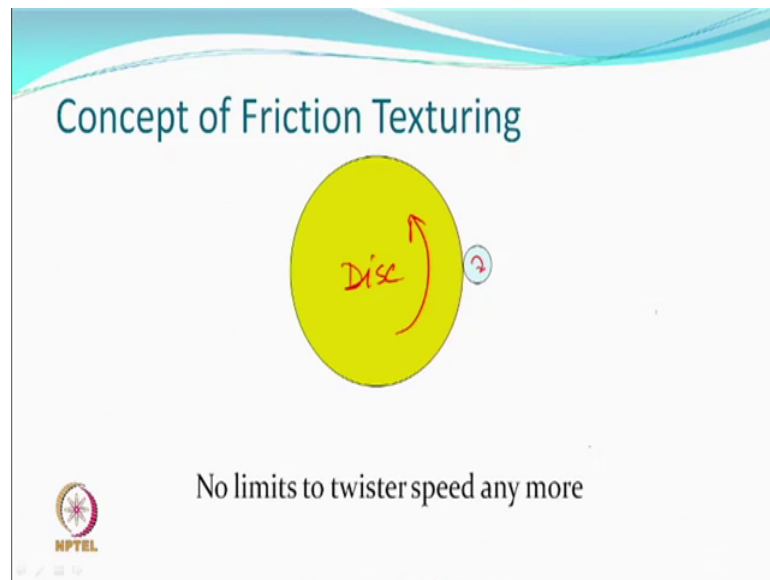 Concept of Friction Texturing
Disc
No limits to twister speed any more
NPTEL